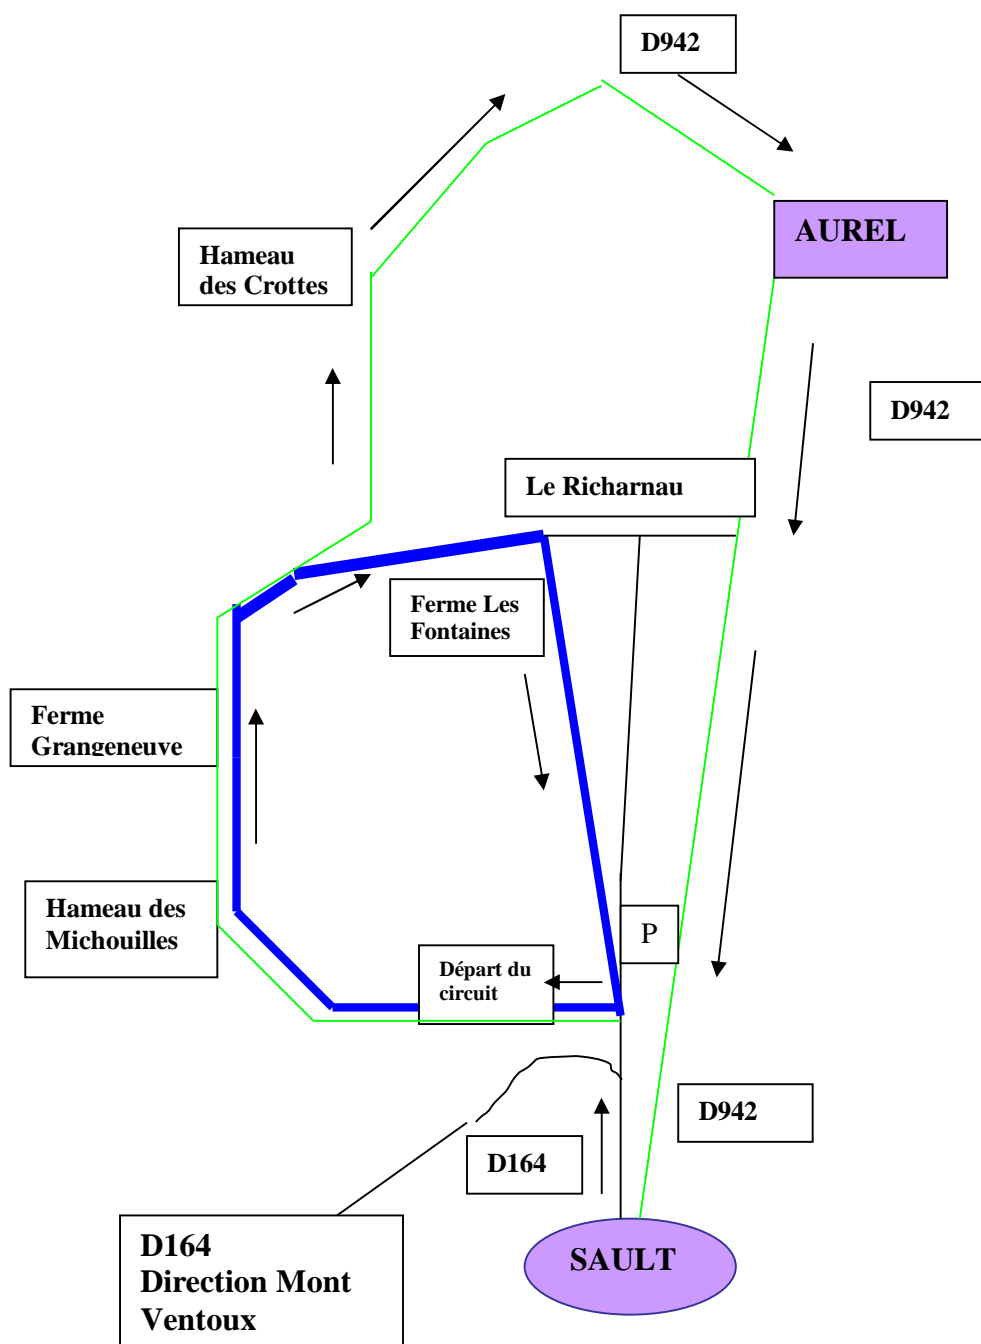 D942
AUREL
Hameau
des Crottes
D942
Le Richarnau
Ferme Les
Fontaines
Ferme
Grangeneuve
Hameau des
Michouilles
P
Départ du
circuit
D942
D164
D164
Direction Mont
Ventoux
SAULT